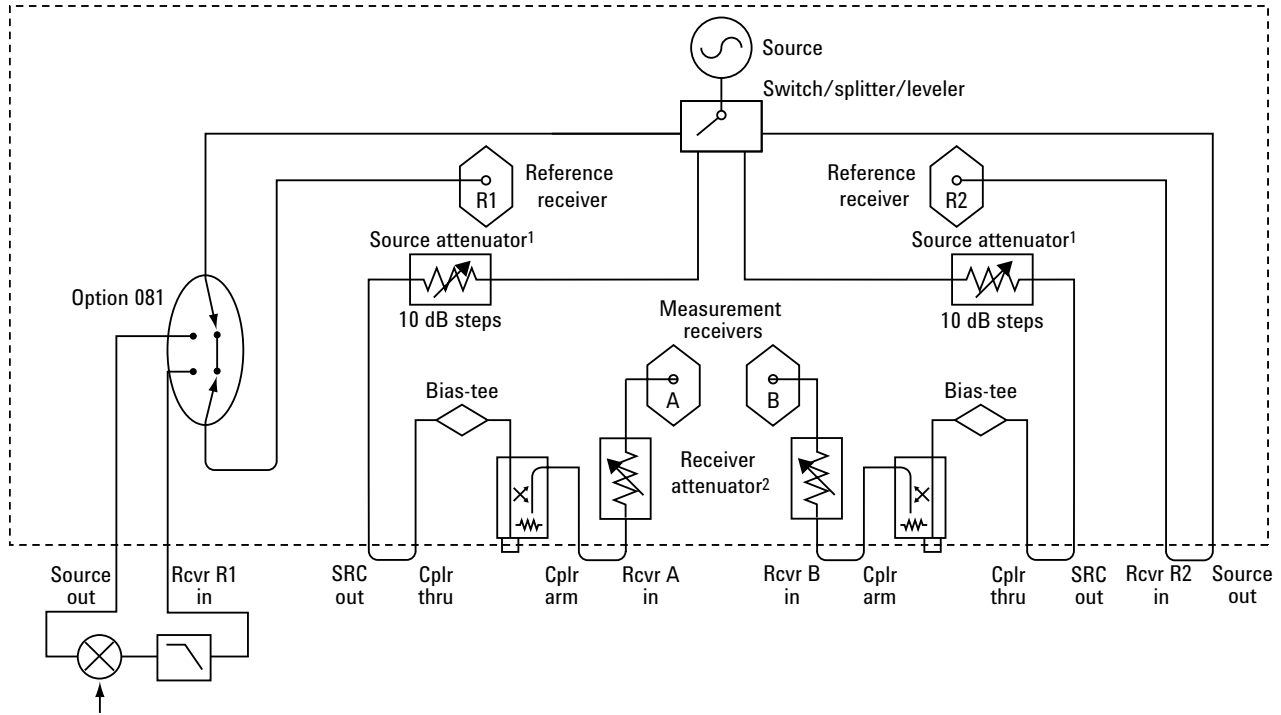 Source
Switch/splitter/leveler
R1
Reference
receiver
Reference
receiver
R2
Source attenuator¹
10 dB steps
Source attenuator¹
10 dB steps
Option 081
Measurement
receivers
A
B
Bias-tee
Bias-tee
Receiver
attenuator²
Source
out
Rcvr R1
in
SRC
out
Cplr
thru
Cplr
arm
Rcvr A
in
Rcvr B
in
Cplr
arm
Cplr
thru
SRC
out
Rcvr R2
in
Source
out